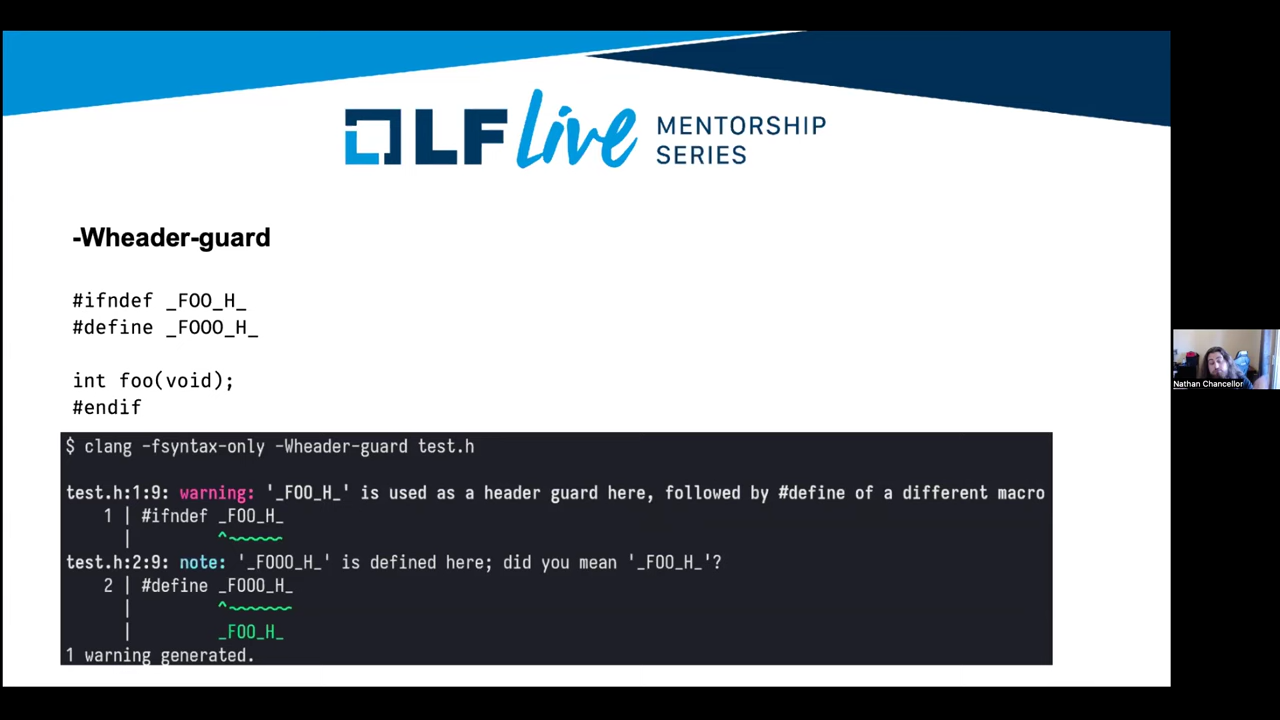 LF Live MENTORSHIP
SERIES
-Wheader-guard
#ifndef _FOO_H_
#define _FOOO_H_
int foo(void);
#endif
$ clang -fsyntax-only -Wheader-guard test.h
test.h:1:9: warning: '_FOO_H_' is used as a header guard here, followed by #define of a different macro
1 | #ifndef _FOO_H_
| ^~~~~~~
test.h:2:9: note: '_FOOO_H_' is defined here; did you mean '_FOO_H_'?
2 | #define _FOOO_H_
| ^~~~~~~~
| _FOO_H_
1 warning generated.
Nathan Chancellor